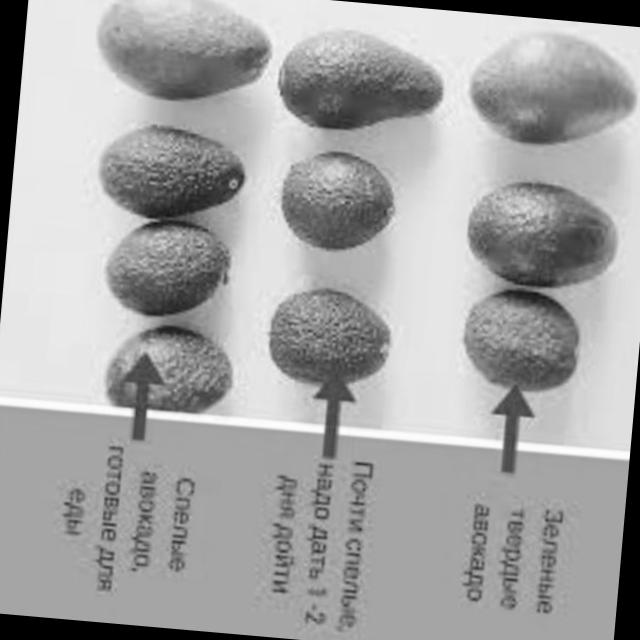 Зеленые
твердые
авокадо
Почти спелые,
надо дать 1-2
дня дойти
Спелые
авокадо,
готовые для
еды